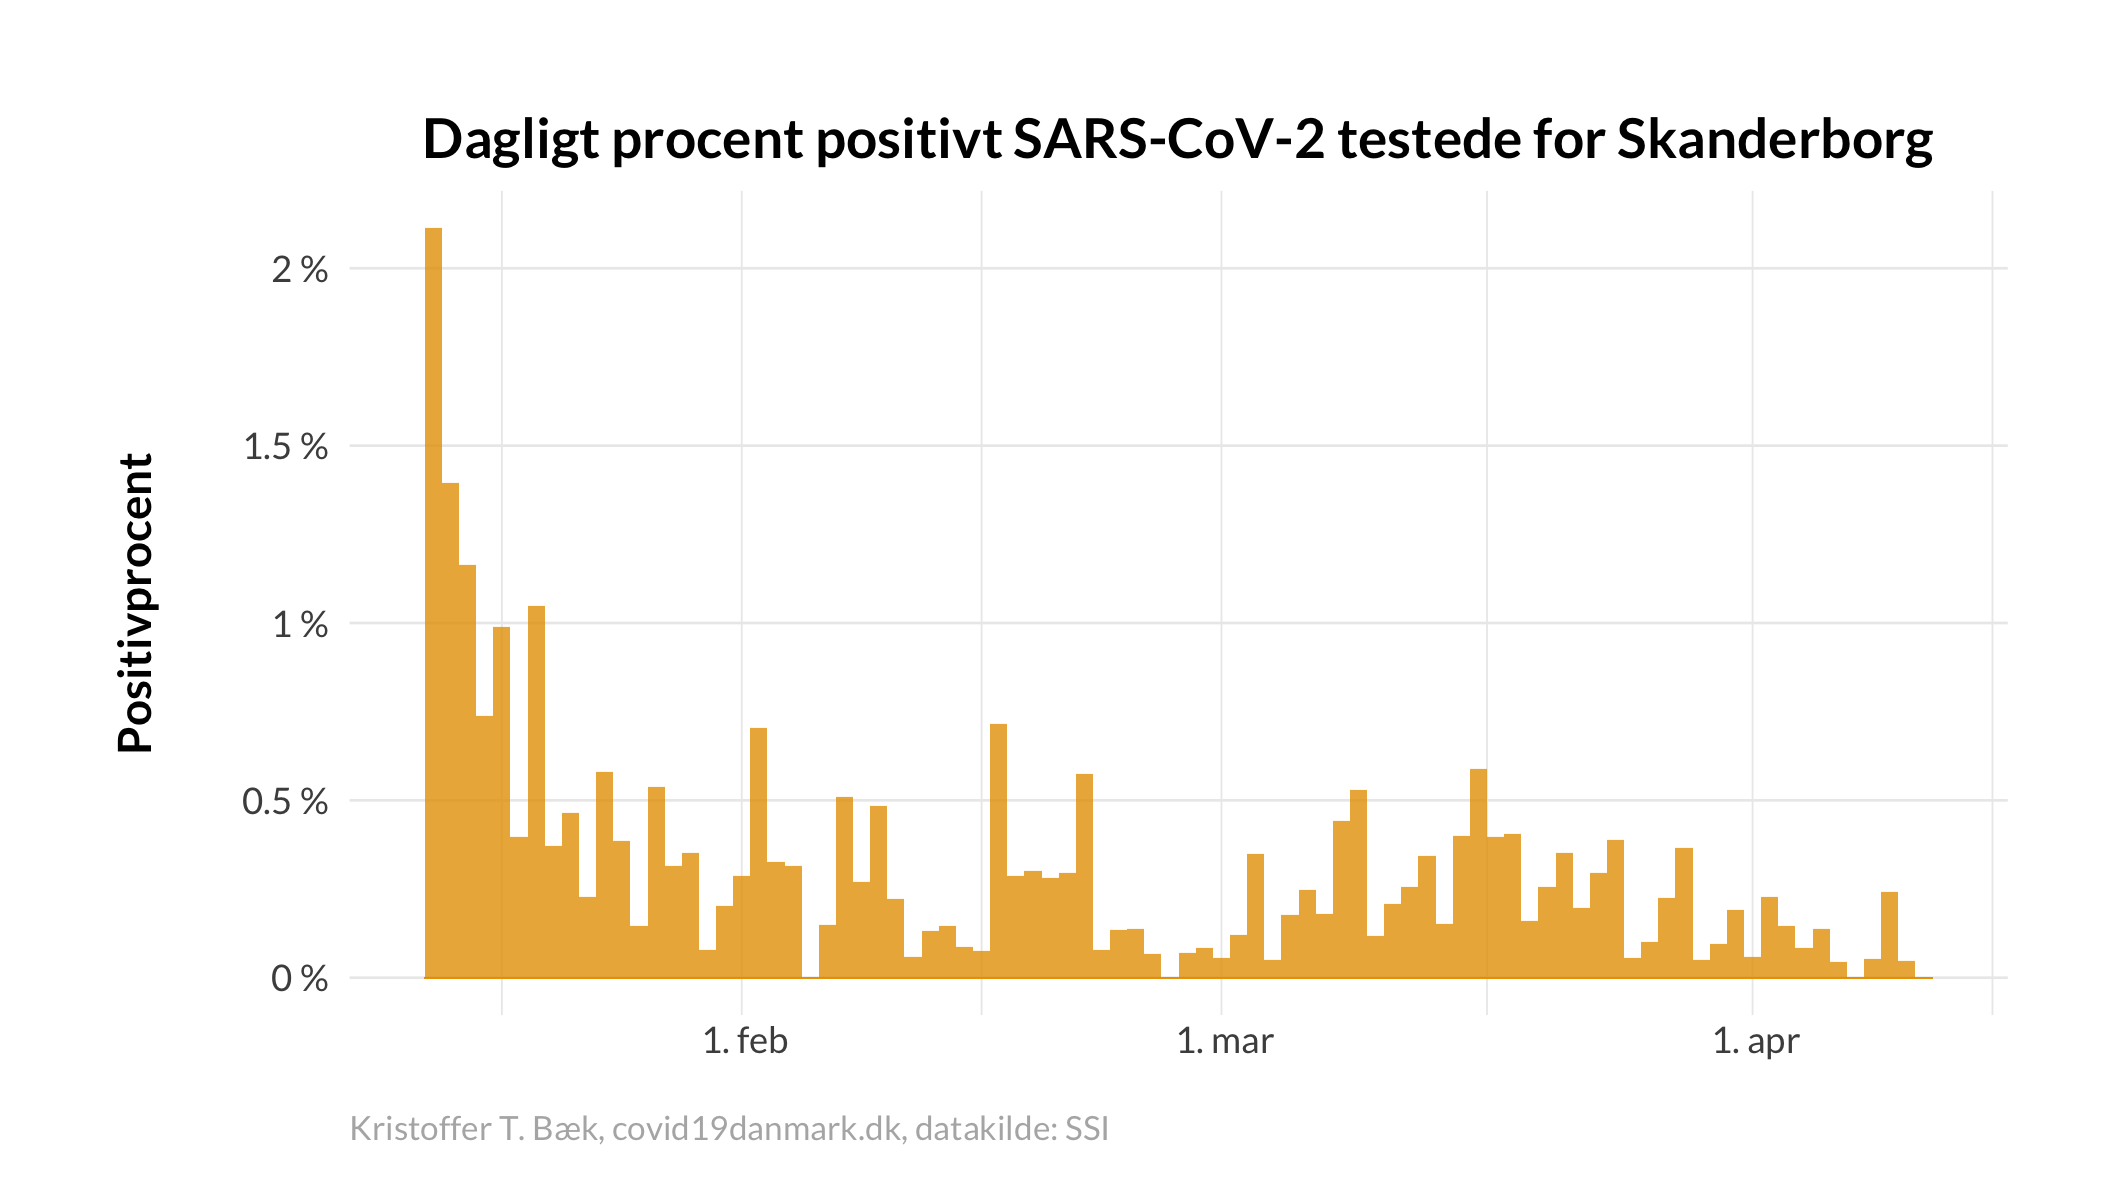 Dagligt procent positivt SARS-CoV-2 testede for Skanderborg
Positivprocent
2 %
1.5 %
1 %
0.5 %
0 %
1. feb
1. mar
1. apr
Kristoffer T. Bæk, covid19danmark.dk, datakilde: SSI